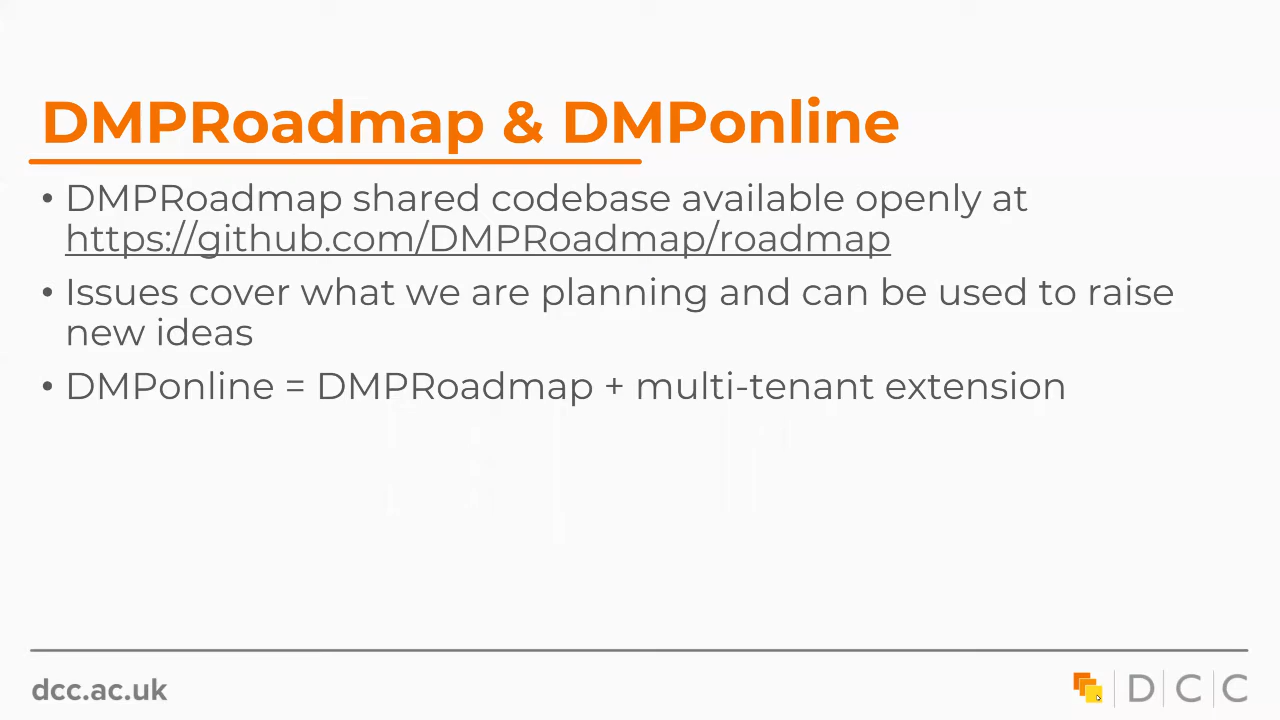 DMPRoadmap & DMPonline
• DMPRoadmap shared codebase available openly at
https://github.com/DMPRoadmap/roadmap
• Issues cover what we are planning and can be used to raise
new ideas
• DMPonline = DMPRoadmap + multi-tenant extension
dcc.ac.uk
D|C|C